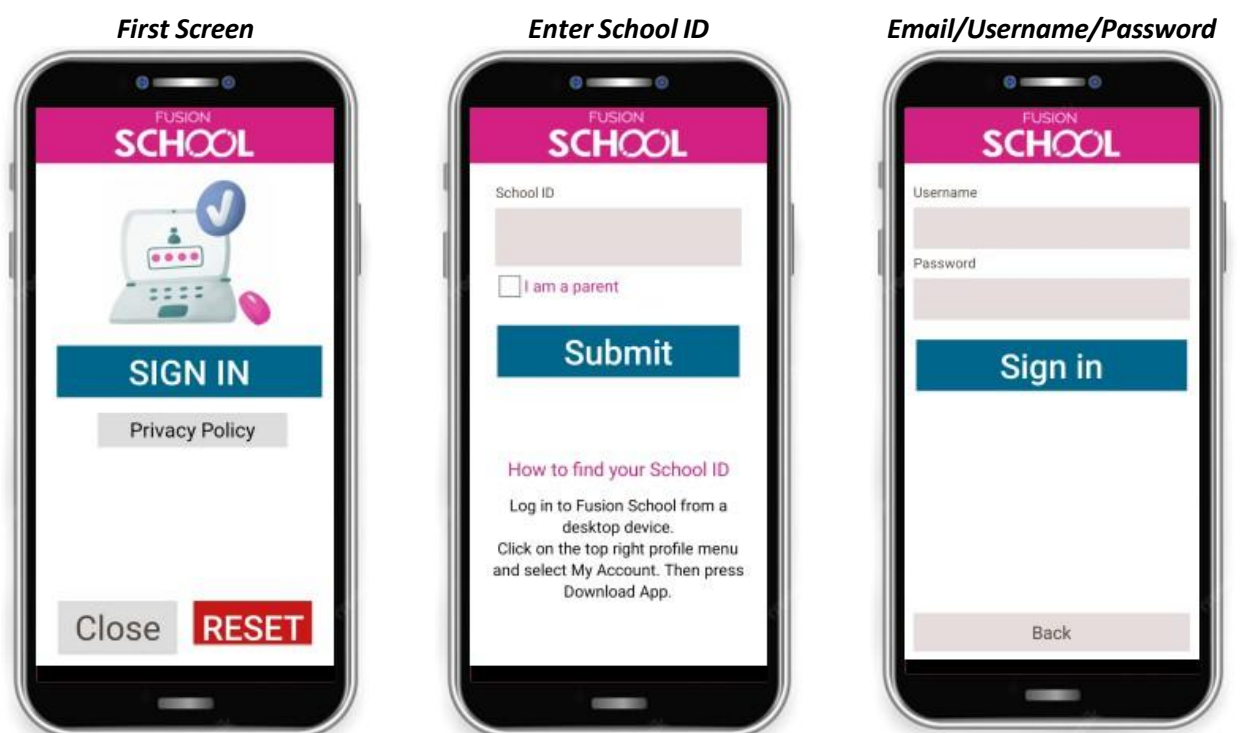 First Screen
FUSION
SCHOOL
SIGN IN
Privacy Policy
Close
RESET
Enter School ID
FUSION
SCHOOL
School ID
I am a parent
Submit
How to find your School ID
Log in to Fusion School from a
desktop device.
Click on the top right profile menu
and select My Account. Then press
Download App.
Email/Username/Password
FUSION
SCHOOL
Username
Password
Sign in
Back